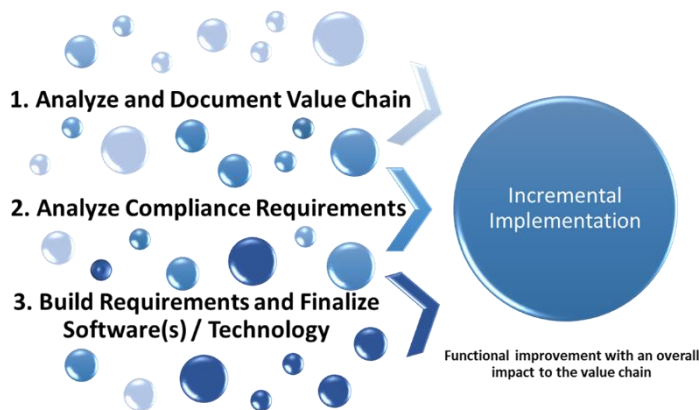 1. Analyze and Document Value Chain
2. Analyze Compliance Requirements
3. Build Requirements and Finalize
Software(s) / Technology
Incremental
Implementation
Functional improvement with an overall
impact to the value chain